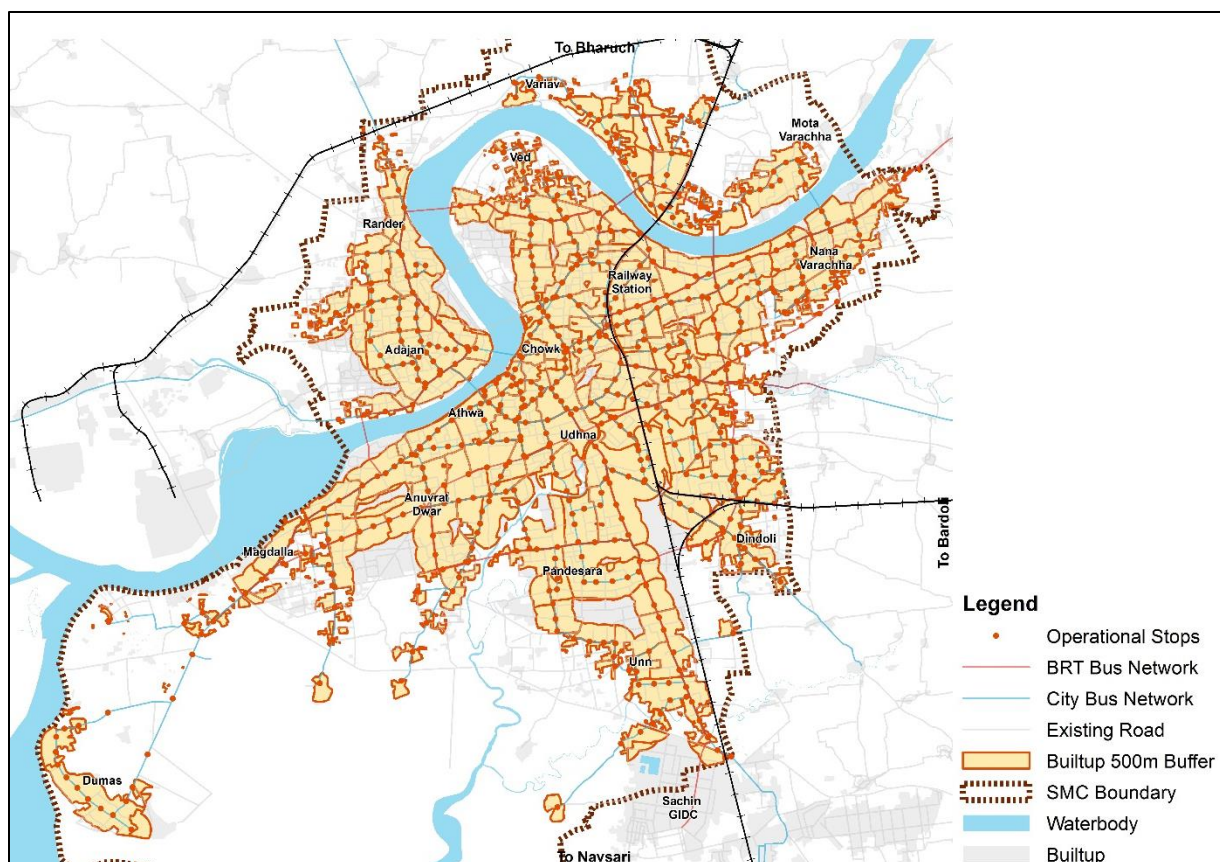 To Bharuch
Variav
Mota
Varachha
Ved
Rander
Nana
Varachha
Railway
Station
Adajan
Chowk
Athwa
Udhna
Anuvrat
Dwar
Magdalla
Dindoli
To Bardoli
Pandesara
Unn
Dumas
Sachin
GIDC
To Navsari
Legend
Operational Stops
BRT Bus Network
City Bus Network
Existing Road
Builtup 500m Buffer
SMC Boundary
Waterbody
Builtup